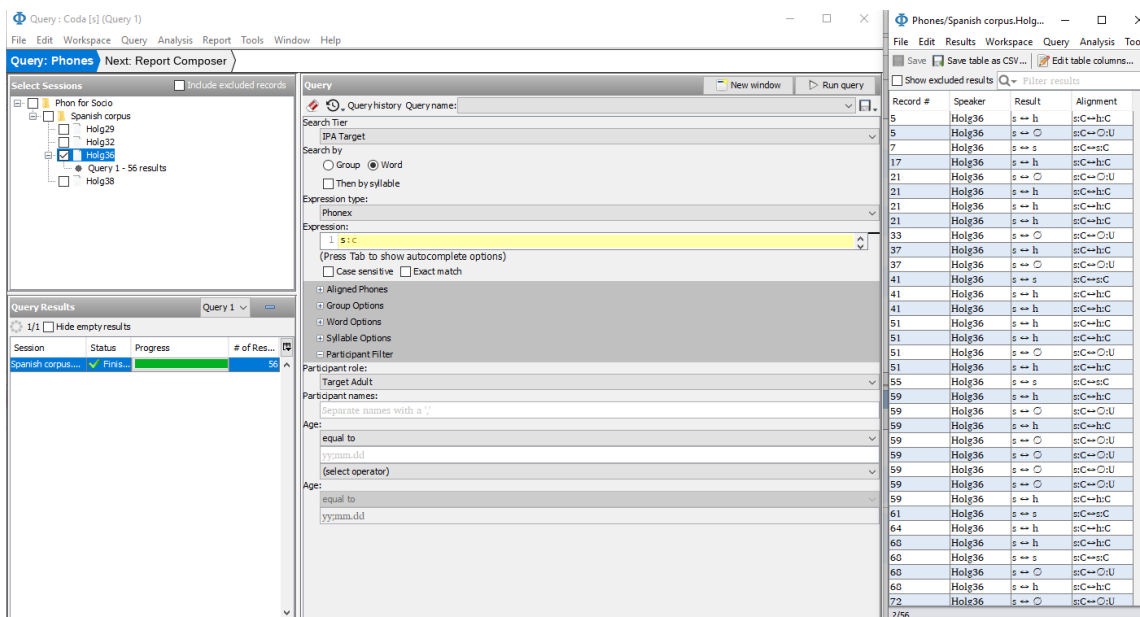 Query : Coda [s] (Query 1)
File Edit Workspace Query Analysis Report Tools Window Help
Query: Phones Next: Report Composer
Select Sessions Include excluded records
Phon for Socio
Spanish corpus
Holg29
Holg32
Holg36
Query 1 - 56 results
Holg38
Query Results Query 1
1/1 Hide empty results
Session Status Progress # of Res...
Spanish corpus.... Finis... 56
Query New window Run query
Query history Query name:
Search Tier
IPA Target
Search by
Group Word
Then by syllable
Expression type:
Phonex
Expression:
1 s:c
(Press Tab to show autocomplete options)
Case sensitive Exact match
Aligned Phones
Group Options
Word Options
Syllable Options
Participant Filter
Participant role:
Target Adult
Participant names:
Separate names with a ','
Age:
equal to
yy;mm.dd
(select operator)
Age:
equal to
yy;mm.dd
Phones/Spanish corpus.Holg...
File Edit Results Workspace Query Analysis Too
Save Save table as CSV... Edit table columns...
Show excluded results Filter results
Record # Speaker Result Alignment
5 Holg36 s ↔ h s:C↔h:C
5 Holg36 s ↔ ∅ s:C↔∅:U
7 Holg36 s ↔ s s:C↔s:C
17 Holg36 s ↔ h s:C↔h:C
21 Holg36 s ↔ ∅ s:C↔∅:U
21 Holg36 s ↔ h s:C↔h:C
21 Holg36 s ↔ h s:C↔h:C
21 Holg36 s ↔ h s:C↔h:C
33 Holg36 s ↔ ∅ s:C↔∅:U
37 Holg36 s ↔ h s:C↔h:C
37 Holg36 s ↔ ∅ s:C↔∅:U
41 Holg36 s ↔ s s:C↔s:C
41 Holg36 s ↔ h s:C↔h:C
41 Holg36 s ↔ h s:C↔h:C
51 Holg36 s ↔ h s:C↔h:C
51 Holg36 s ↔ h s:C↔h:C
51 Holg36 s ↔ ∅ s:C↔∅:U
51 Holg36 s ↔ h s:C↔h:C
55 Holg36 s ↔ s s:C↔s:C
59 Holg36 s ↔ h s:C↔h:C
59 Holg36 s ↔ ∅ s:C↔∅:U
59 Holg36 s ↔ h s:C↔h:C
59 Holg36 s ↔ ∅ s:C↔∅:U
59 Holg36 s ↔ ∅ s:C↔∅:U
59 Holg36 s ↔ ∅ s:C↔∅:U
59 Holg36 s ↔ ∅ s:C↔∅:U
59 Holg36 s ↔ h s:C↔h:C
61 Holg36 s ↔ s s:C↔s:C
64 Holg36 s ↔ h s:C↔h:C
68 Holg36 s ↔ h s:C↔h:C
68 Holg36 s ↔ s s:C↔s:C
68 Holg36 s ↔ ∅ s:C↔∅:U
68 Holg36 s ↔ h s:C↔h:C
72 Holg36 s ↔ ∅ s:C↔∅:U
2/56